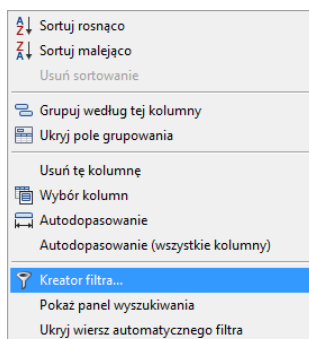 Sortuj rosnąco
Sortuj malejąco
Usuń sortowanie
Grupuj według tej kolumny
Ukryj pole grupowania
Usuń tę kolumnę
Wybór kolumn
Autodopasowanie
Autodopasowanie (wszystkie kolumny)
Kreator filtra...
Pokaż panel wyszukiwania
Ukryj wiersz automatycznego filtra